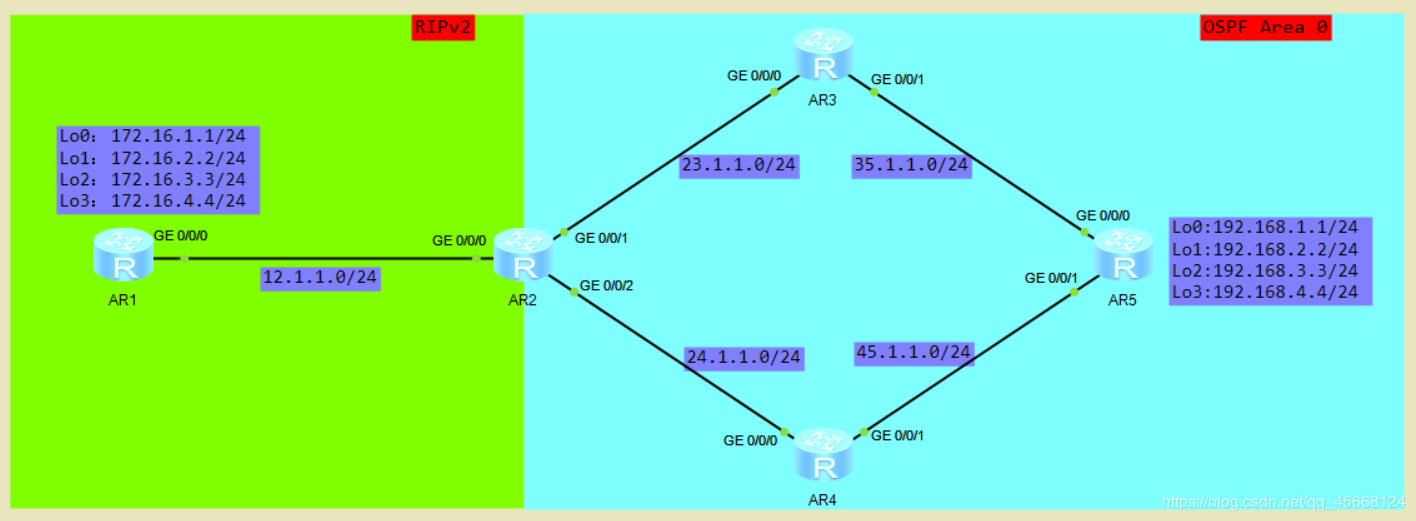 RIPv2
OSPF Area 0
R
GE 0/0/0
GE 0/0/1
AR3
Lo0: 172.16.1.1/24
Lo1: 172.16.2.2/24
Lo2: 172.16.3.3/24
Lo3: 172.16.4.4/24
23.1.1.0/24
35.1.1.0/24
GE 0/0/0
R
AR1
12.1.1.0/24
GE 0/0/0
R
AR2
GE 0/0/1
GE 0/0/2
GE 0/0/0
GE 0/0/1
R
AR5
Lo0:192.168.1.1/24
Lo1:192.168.2.2/24
Lo2:192.168.3.3/24
Lo3:192.168.4.4/24
24.1.1.0/24
45.1.1.0/24
GE 0/0/0
GE 0/0/1
R
AR4
https://blog.csdn.net/qq_45668124